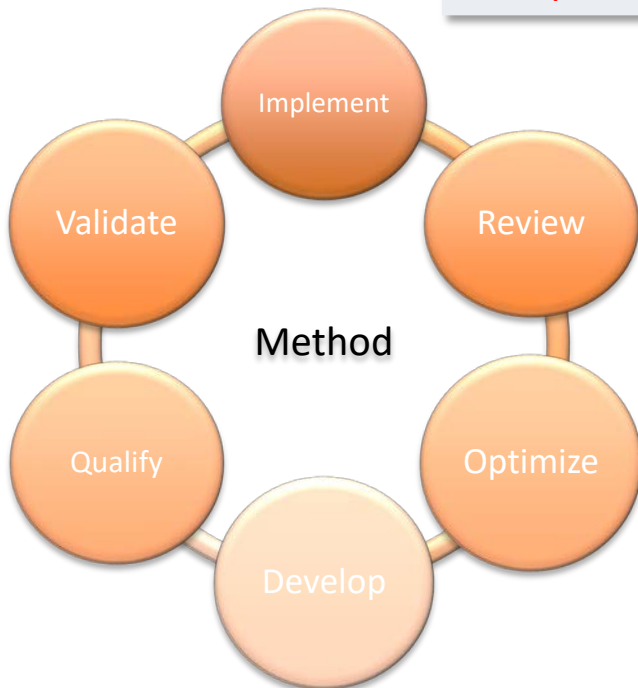 Implement
Validate
Review
Method
Qualify
Optimize
Develop